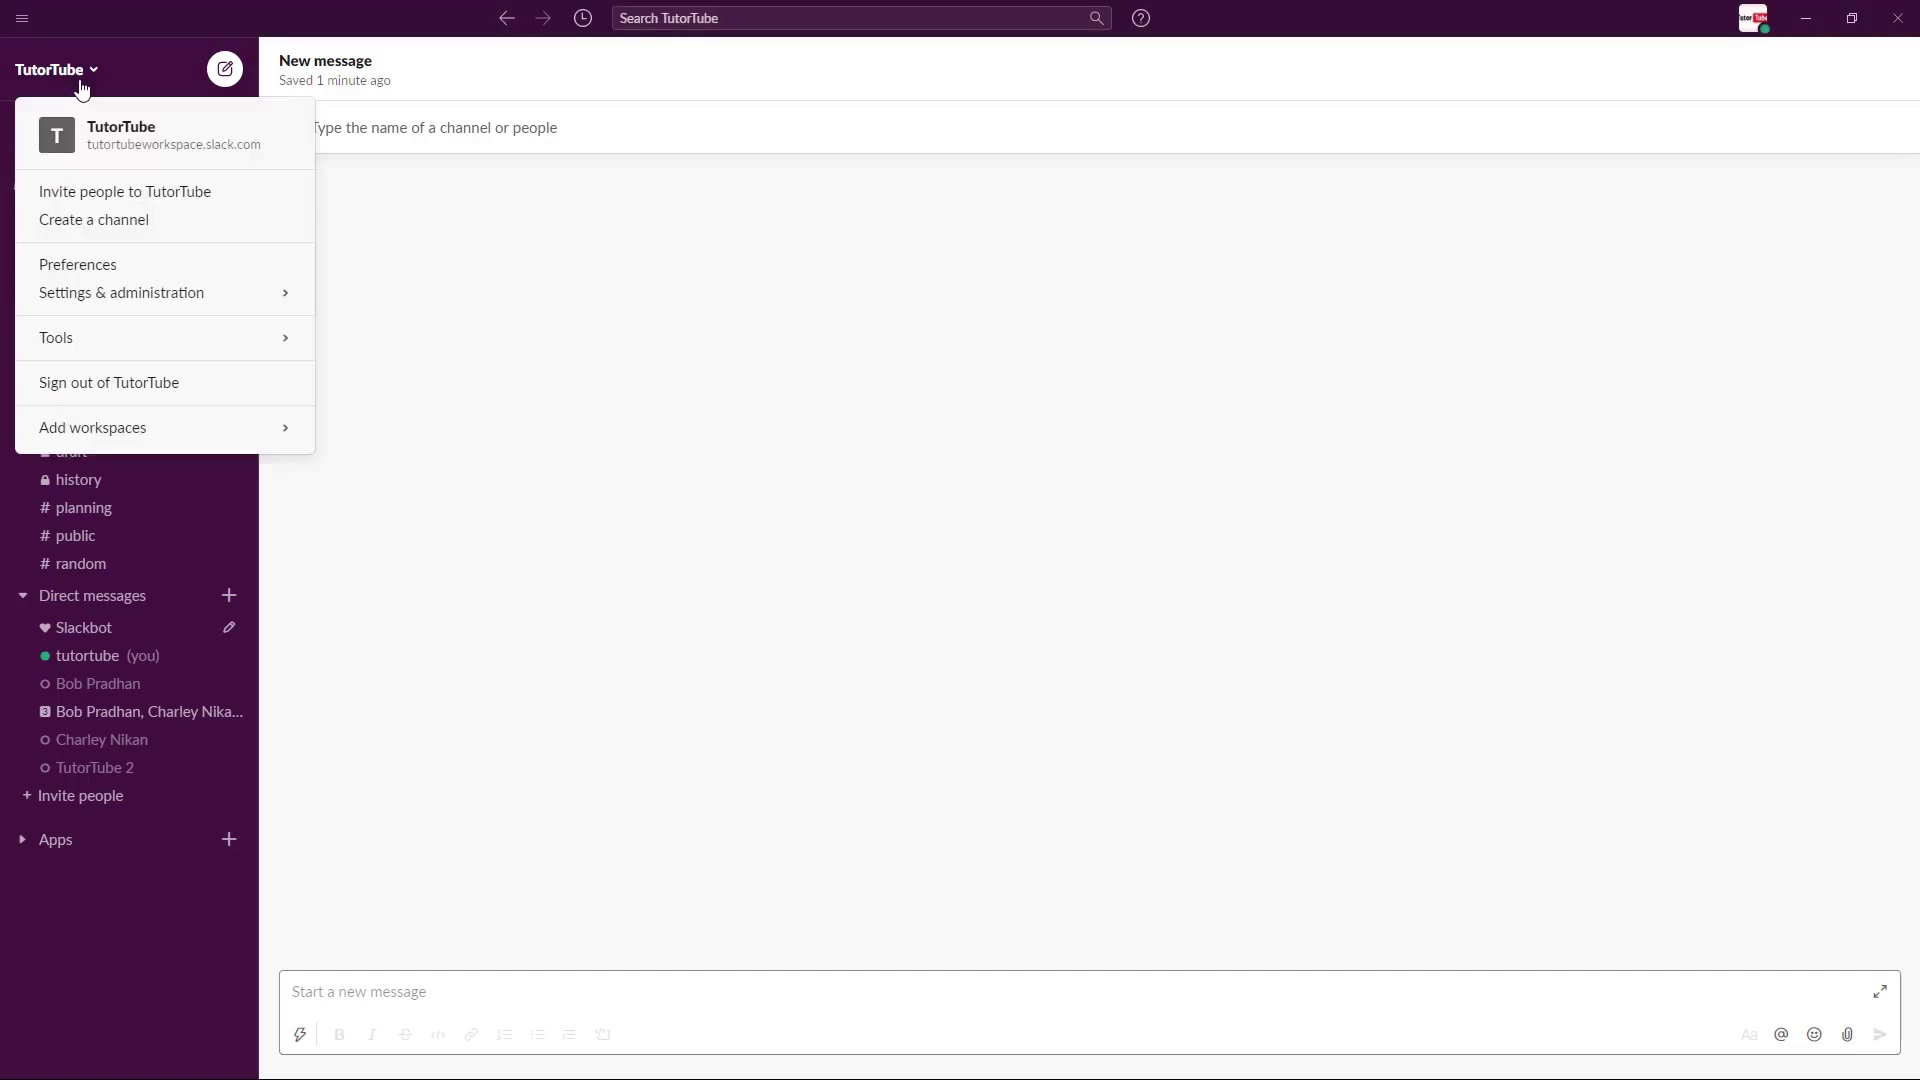 Search TutorTube
TutorTube
New message
Saved 1 minute ago
T
TutorTube
tutortubeworkspace.slack.com
Type the name of a channel or people
Invite people to TutorTube
Create a channel
Preferences
Settings & administration
Tools
Sign out of TutorTube
Add workspaces
history
# planning
# public
# random
Direct messages
Slackbot
tutortube (you)
Bob Pradhan
3 Bob Pradhan, Charley Nika...
Charley Nikan
TutorTube 2
+ Invite people
Apps
Start a new message
B I S </> Aa @